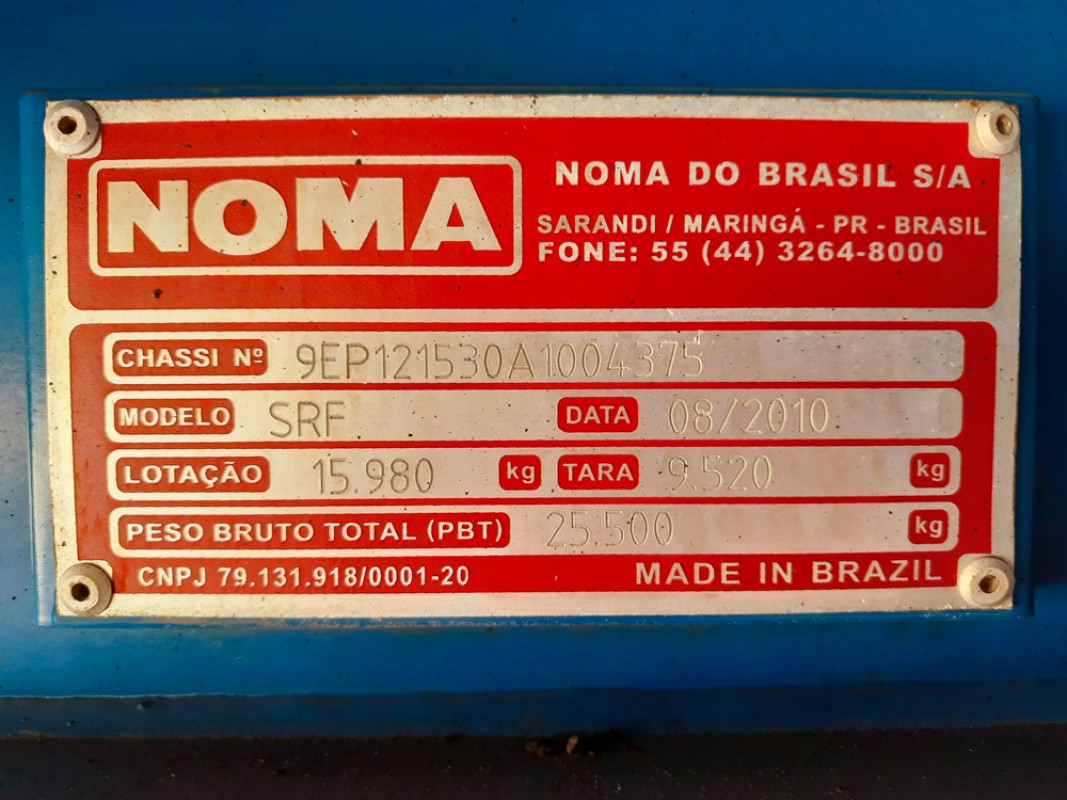 NOMA
NOMA DO BRASIL S/A
SARANDI / MARINGÁ - PR - BRASIL
FONE: 55 (44) 3264-8000
CHASSI Nº 9EP121530A1004375
MODELO SRF DATA 08/2010
LOTAÇÃO 15.980 kg TARA 9.520 kg
PESO BRUTO TOTAL (PBT) 25.500 kg
CNPJ 79.131.918/0001-20 MADE IN BRAZIL